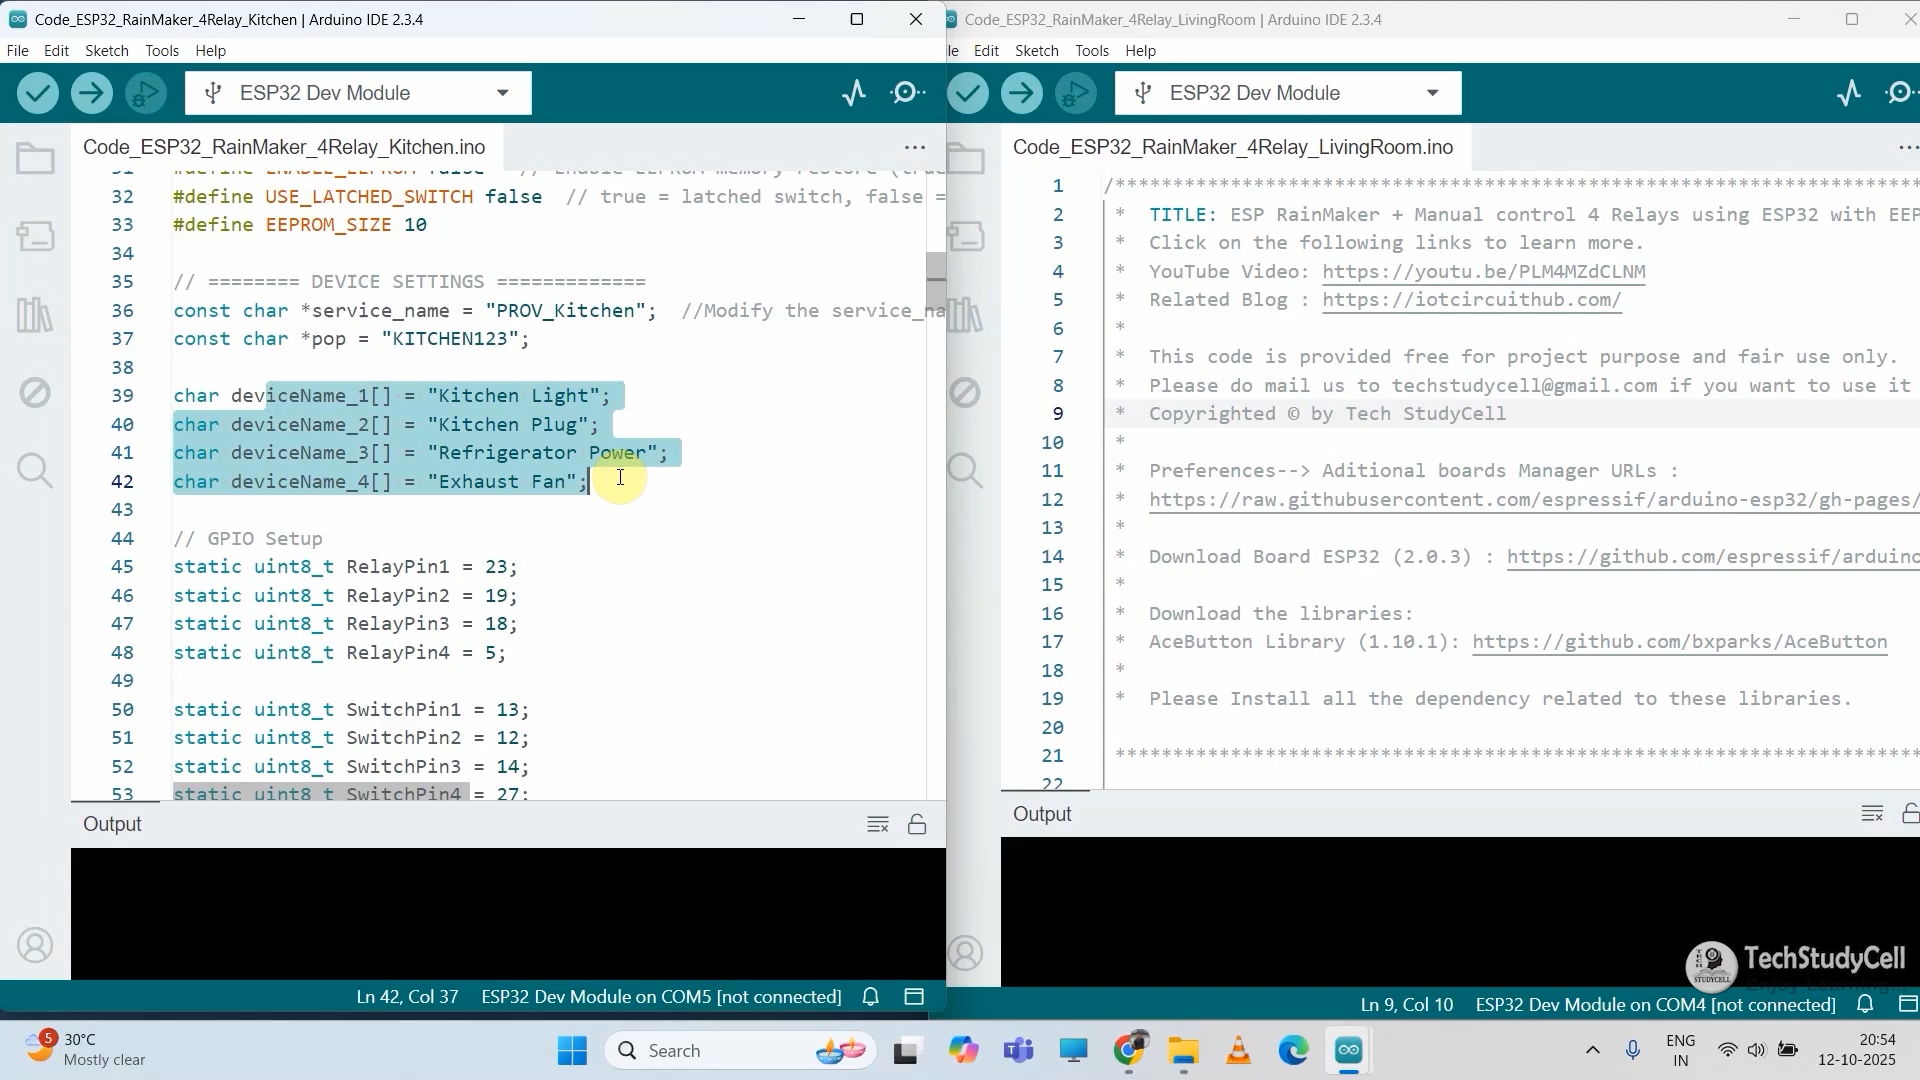 Code_ESP32_RainMaker_4Relay_Kitchen | Arduino IDE 2.3.4
File Edit Sketch Tools Help
ESP32 Dev Module
Code_ESP32_RainMaker_4Relay_Kitchen.ino
32 #define USE_LATCHED_SWITCH false // true = latched switch, false =
33 #define EEPROM_SIZE 10
34
35 // ======== DEVICE SETTINGS =============
36 const char *service_name = "PROV_Kitchen"; //Modify the service_na
37 const char *pop = "KITCHEN123";
38
39 char deviceName_1[] = "Kitchen Light";
40 char deviceName_2[] = "Kitchen Plug";
41 char deviceName_3[] = "Refrigerator Power";
42 char deviceName_4[] = "Exhaust Fan";
43
44 // GPIO Setup
45 static uint8_t RelayPin1 = 23;
46 static uint8_t RelayPin2 = 19;
47 static uint8_t RelayPin3 = 18;
48 static uint8_t RelayPin4 = 5;
49
50 static uint8_t SwitchPin1 = 13;
51 static uint8_t SwitchPin2 = 12;
52 static uint8_t SwitchPin3 = 14;
53 static uint8_t SwitchPin4 = 27;
Output
Ln 42, Col 37 ESP32 Dev Module on COM5 [not connected]
Code_ESP32_RainMaker_4Relay_LivingRoom | Arduino IDE 2.3.4
le Edit Sketch Tools Help
ESP32 Dev Module
Code_ESP32_RainMaker_4Relay_LivingRoom.ino
1 /**********************************************************************
2 * TITLE: ESP RainMaker + Manual control 4 Relays using ESP32 with EEP
3 * Click on the following links to learn more.
4 * YouTube Video: https://youtu.be/PLM4MZdCLNM
5 * Related Blog : https://iotcircuithub.com/
6 *
7 * This code is provided free for project purpose and fair use only.
8 * Please do mail us to techstudycell@gmail.com if you want to use it
9 * Copyrighted © by Tech StudyCell
10 *
11 * Preferences--> Aditional boards Manager URLs :
12 * https://raw.githubusercontent.com/espressif/arduino-esp32/gh-pages/
13 *
14 * Download Board ESP32 (2.0.3) : https://github.com/espressif/arduino
15 *
16 * Download the libraries:
17 * AceButton Library (1.10.1): https://github.com/bxparks/AceButton
18 *
19 * Please Install all the dependency related to these libraries.
20
21 **********************************************************************
22
Output
TechStudyCell
Ln 9, Col 10 ESP32 Dev Module on COM4 [not connected]
5
30°C
Mostly clear
Search
ENG
IN
20:54
12-10-2025